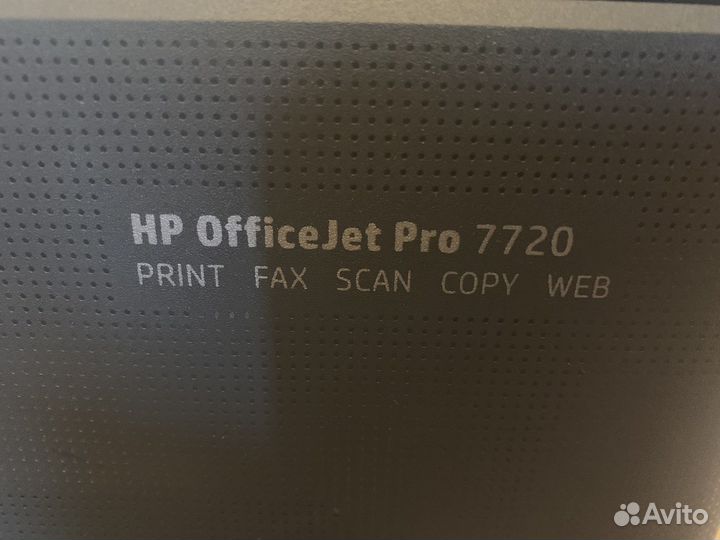 HP OfficeJet Pro 7720
PRINT FAX SCAN COPY WEB
Avito